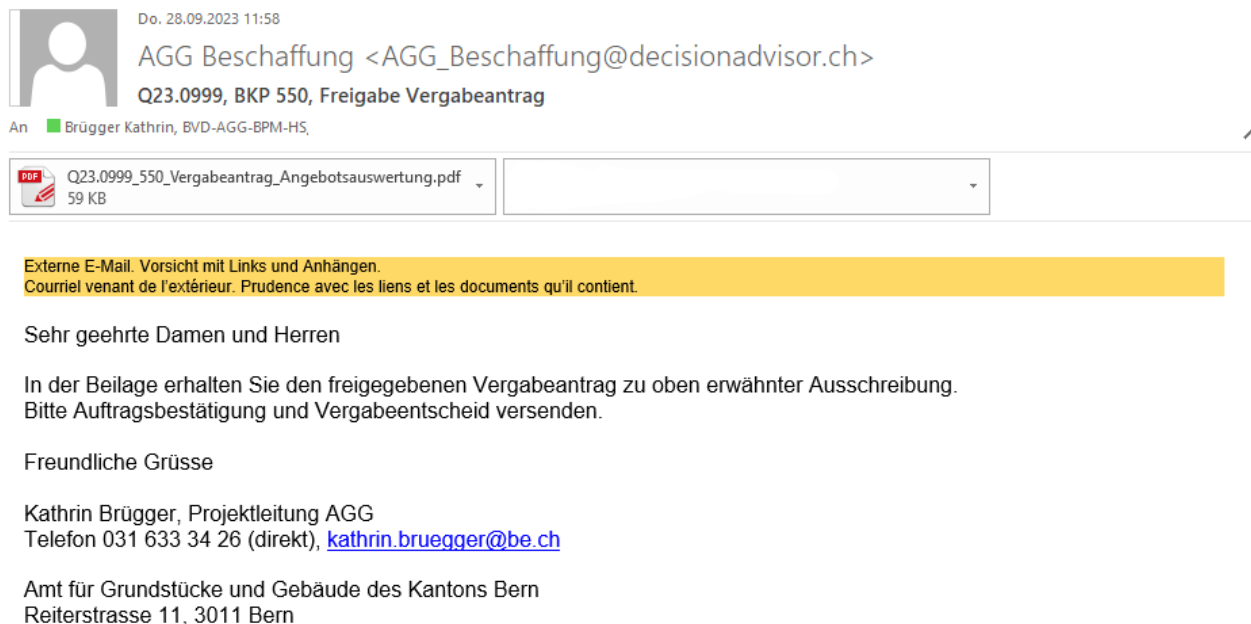 Do. 28.09.2023 11:58
AGG Beschaffung <AGG_Beschaffung@decisionadvisor.ch>
Q23.0999, BKP 550, Freigabe Vergabeantrag
An Brügger Kathrin, BVD-AGG-BPM-HS,
PDF
Q23.0999_550_Vergabeantrag_Angebotsauswertung.pdf
59 KB
Externe E-Mail. Vorsicht mit Links und Anhängen.
Courriel venant de l'extérieur. Prudence avec les liens et les documents qu'il contient.
Sehr geehrte Damen und Herren
In der Beilage erhalten Sie den freigegebenen Vergabeantrag zu oben erwähnter Ausschreibung.
Bitte Auftragsbestätigung und Vergabeentscheid versenden.
Freundliche Grüsse
Kathrin Brügger, Projektleitung AGG
Telefon 031 633 34 26 (direkt), kathrin.bruegger@be.ch
Amt für Grundstücke und Gebäude des Kantons Bern
Reiterstrasse 11, 3011 Bern